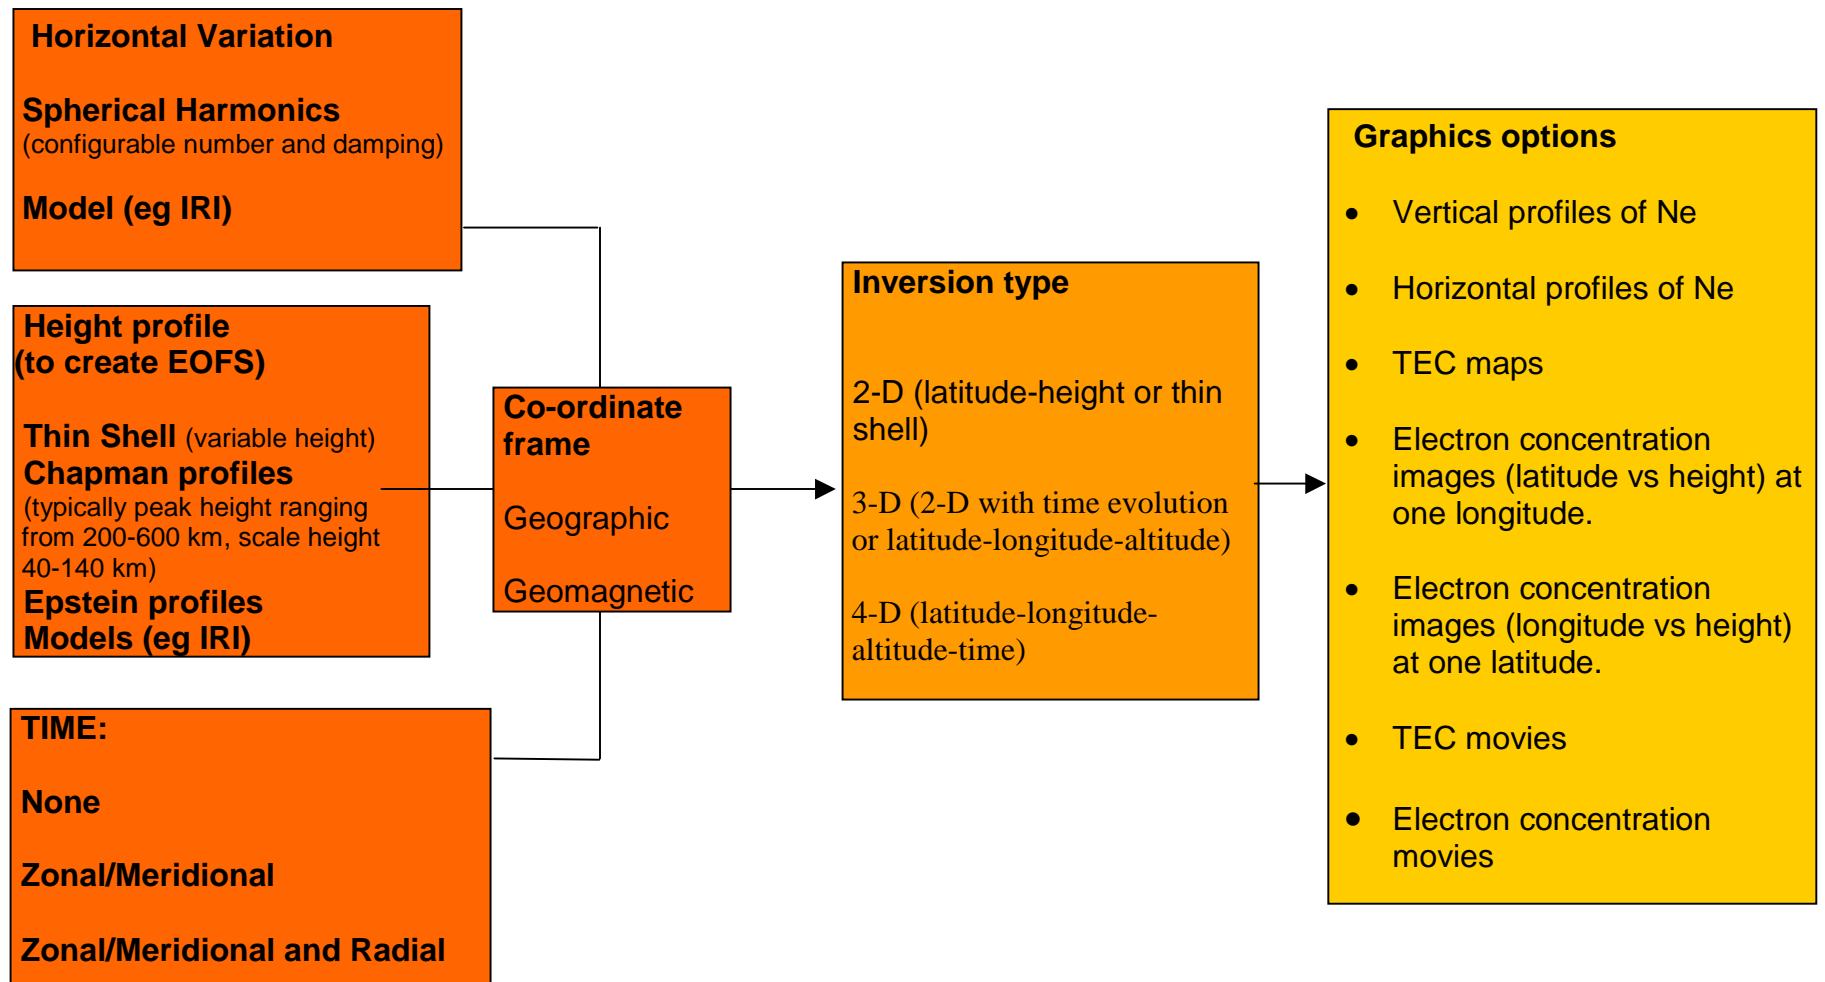 Horizontal Variation
Spherical Harmonics
(configurable number and damping)
Model (eg IRI)
Height profile
(to create EOFS)
Thin Shell (variable height)
Chapman profiles
(typically peak height ranging
from 200-600 km, scale height
40-140 km)
Epstein profiles
Models (eg IRI)
TIME:
None
Zonal/Meridional
Zonal/Meridional and Radial
Co-ordinate
frame
Geographic
Geomagnetic
Inversion type
2-D (latitude-height or thin
shell)
3-D (2-D with time evolution
or latitude-longitude-altitude)
4-D (latitude-longitude-
altitude-time)
Graphics options
• Vertical profiles of Ne
• Horizontal profiles of Ne
• TEC maps
• Electron concentration
images (latitude vs height) at
one longitude.
• Electron concentration
images (longitude vs height)
at one latitude.
• TEC movies
• Electron concentration
movies